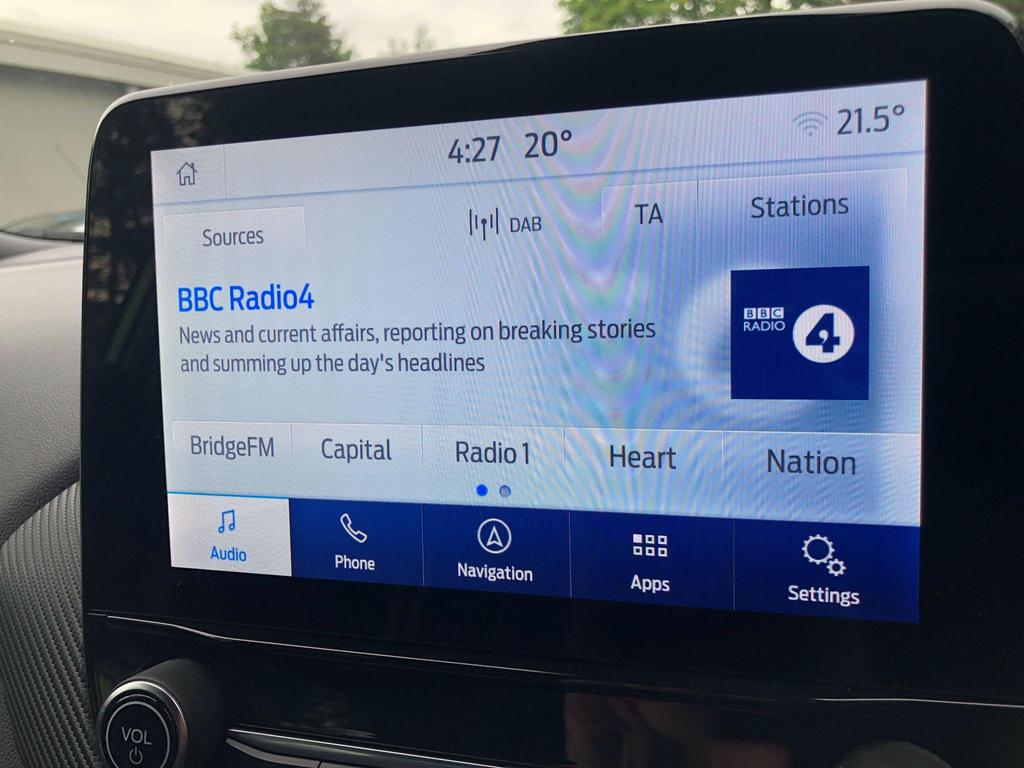 4:27 20° 21.5°
Sources DAB TA Stations
BBC Radio4
News and current affairs, reporting on breaking stories
and summing up the day's headlines
BBC
RADIO 4
BridgeFM Capital Radio 1 Heart Nation
Audio Phone Navigation Apps Settings
VOL